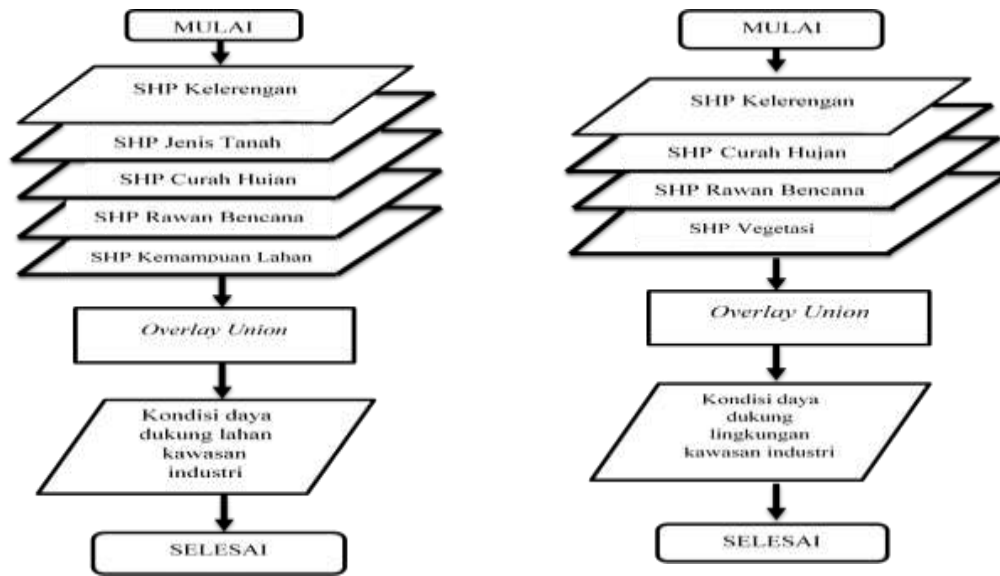 MULAI
SHP Kelerengan
SHP Jenis Tanah
SHP Curah Hujan
SHP Rawan Bencana
SHP Kemampuan Lahan
Overlay Union
Kondisi daya
dukung lahan
kawasan
industri
SELESAI
MULAI
SHP Kelerengan
SHP Curah Hujan
SHP Rawan Bencana
SHP Vegetasi
Overlay Union
Kondisi daya
dukung
lingkungan
kawasan industri
SELESAI